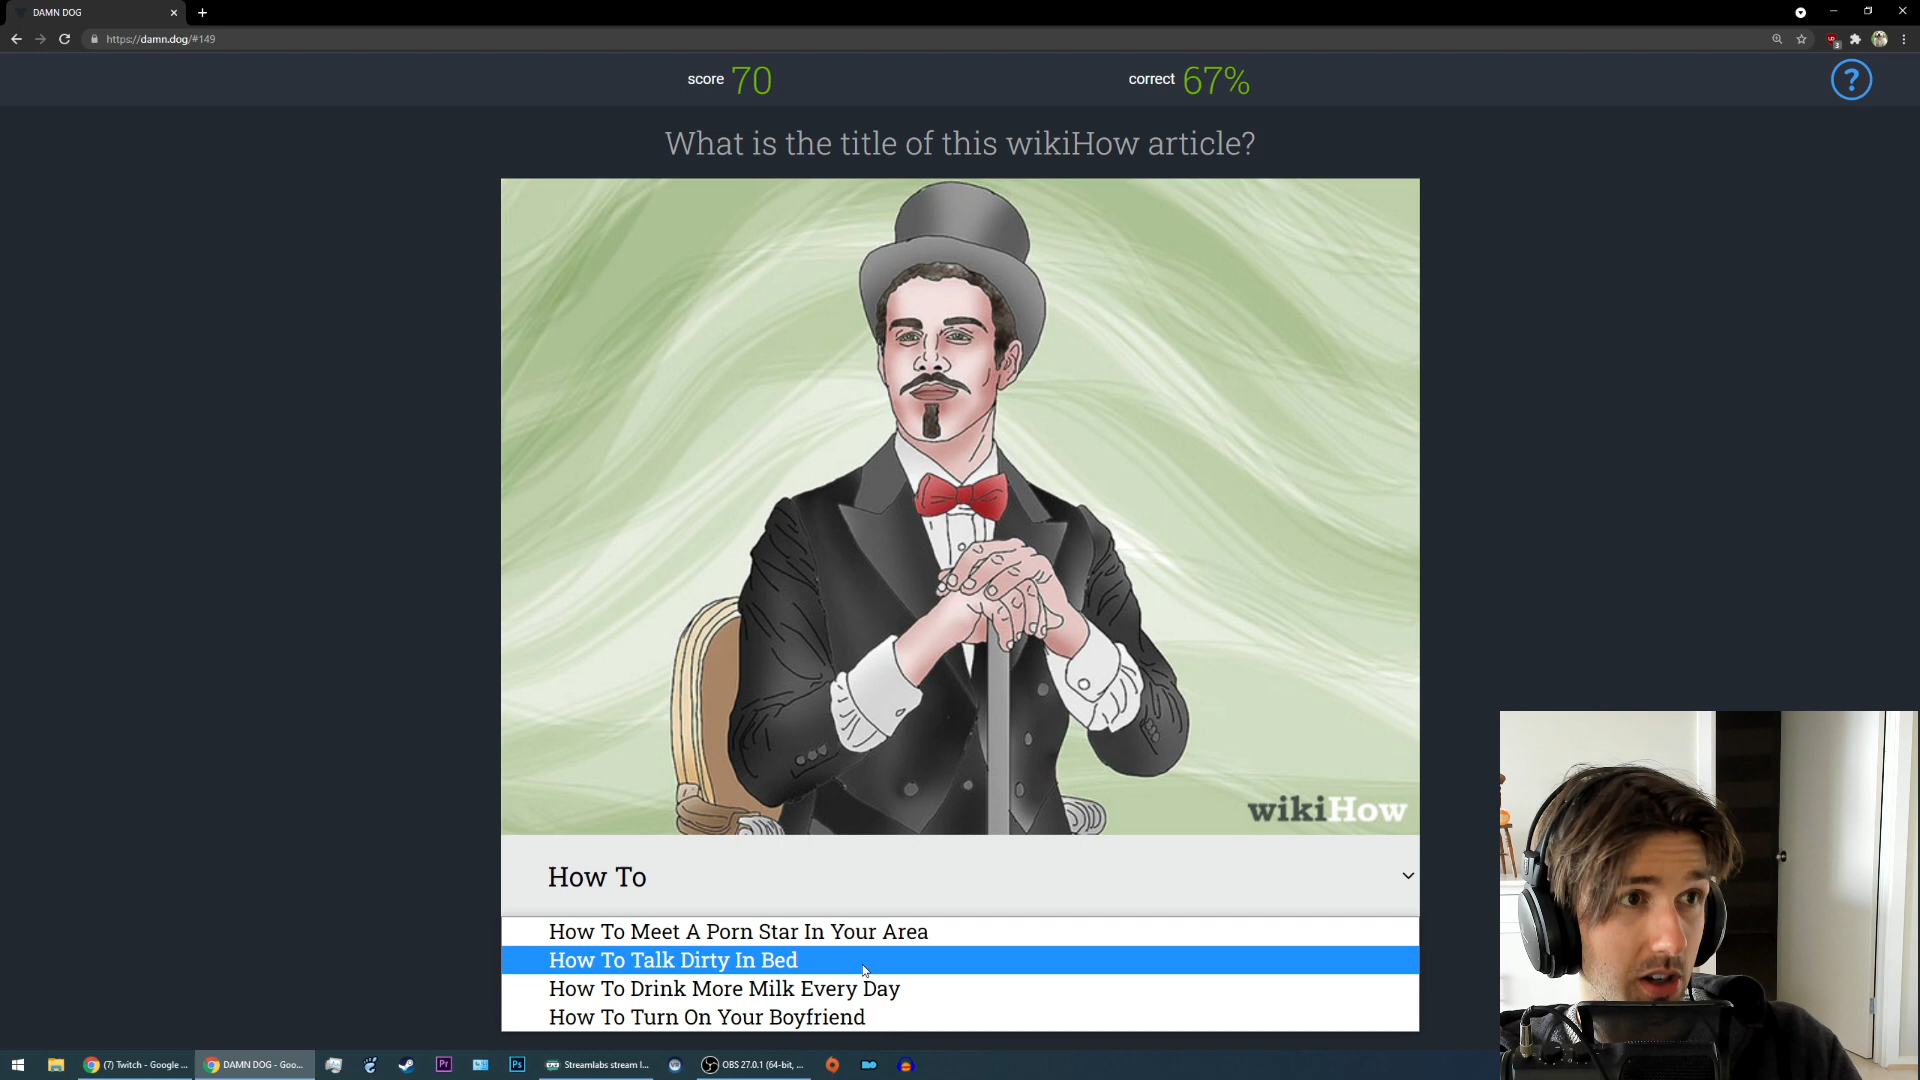 DAMN DOG
https://damn.dog/#149
score 70
correct 67%
?
What is the title of this wikiHow article?
wikiHow
How To
How To Meet A Porn Star In Your Area
How To Talk Dirty In Bed
How To Drink More Milk Every Day
How To Turn On Your Boyfriend
(7) Twitch - Google ...
DAMN DOG - Goo...
Pr
Ps
Streamlabs stream l...
OBS 27.0.1 (64-bit, ...